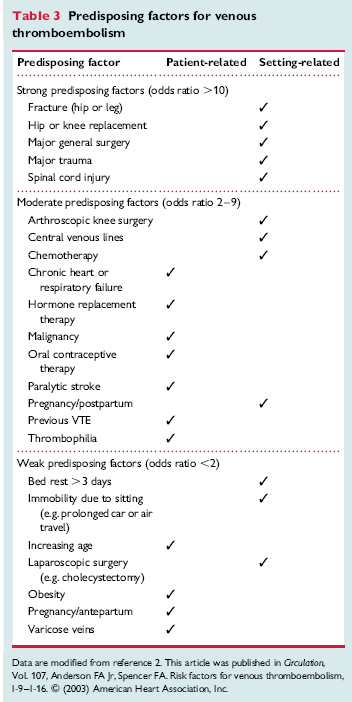 Table 3 Predisposing factors for venous
thromboembolism
Predisposing factor Patient-related Setting-related
Strong predisposing factors (odds ratio >10)
Fracture (hip or leg) ✓
Hip or knee replacement ✓
Major general surgery ✓
Major trauma ✓
Spinal cord injury ✓
Moderate predisposing factors (odds ratio 2–9)
Arthroscopic knee surgery ✓
Central venous lines ✓
Chemotherapy ✓
Chronic heart or ✓
respiratory failure
Hormone replacement ✓
therapy
Malignancy ✓
Oral contraceptive ✓
therapy
Paralytic stroke ✓
Pregnancy/postpartum ✓
Previous VTE ✓
Thrombophilia ✓
Weak predisposing factors (odds ratio <2)
Bed rest >3 days ✓
Immobility due to sitting ✓
(e.g. prolonged car or air
travel)
Increasing age ✓
Laparoscopic surgery ✓
(e.g. cholecystectomy)
Obesity ✓
Pregnancy/antepartum ✓
Varicose veins ✓
Data are modified from reference 2. This article was published in Circulation,
Vol. 107, Anderson FA Jr, Spencer FA. Risk factors for venous thromboembolism,
I-9–I-16. © (2003) American Heart Association, Inc.